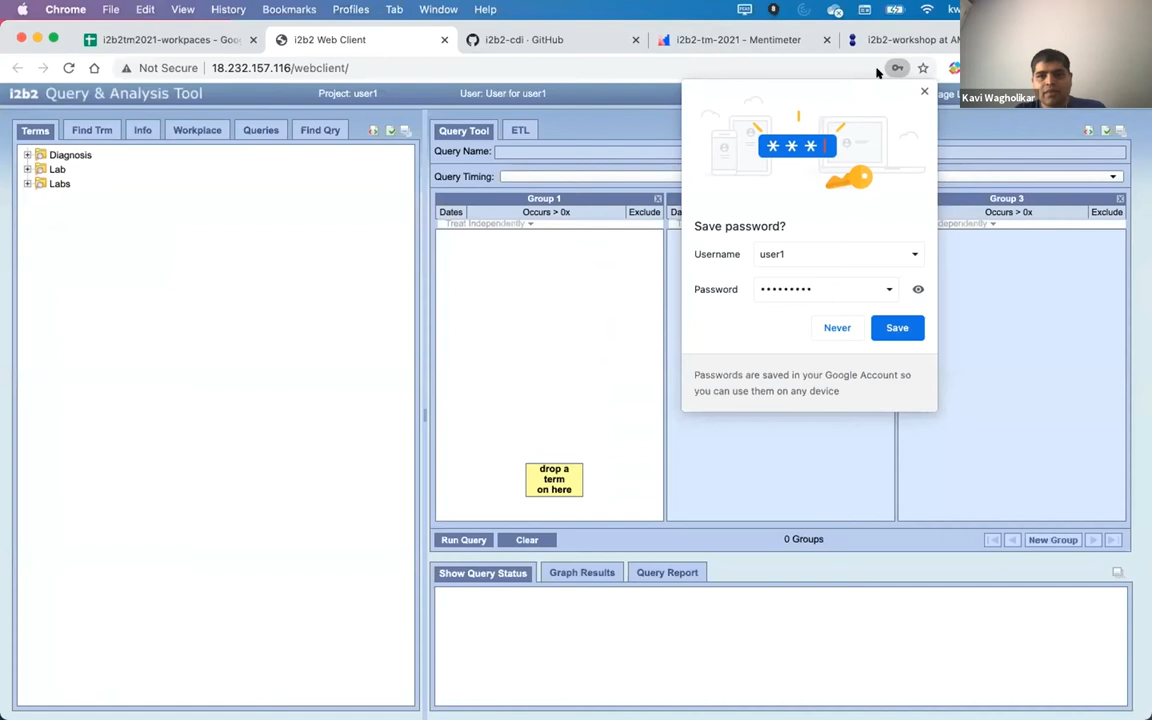 Chrome File Edit View History Bookmarks Profiles Tab Window Help
i2b2tm2021-workpaces - Goo
i2b2 Web Client
i2b2-cdi · GitHub
i2b2-tm-2021 - Mentimeter
i2b2-workshop at AM
Not Secure 18.232.157.116/webclient/
Kavi Wagholikar
i2b2 Query & Analysis Tool
Project: user1
User: User for user1
Terms Find Trm Info Workplace Queries Find Qry
Diagnosis
Lab
Labs
Query Tool ETL
Query Name:
Query Timing:
Group 1
Dates Occurs > 0x Exclude
Treat Independently
drop a
term
on here
Group 3
Occurs > 0x Exclude
Save password?
Username user1
Password •••••••••
Never Save
Passwords are saved in your Google Account so
you can use them on any device
Run Query Clear
0 Groups
New Group
Show Query Status Graph Results Query Report